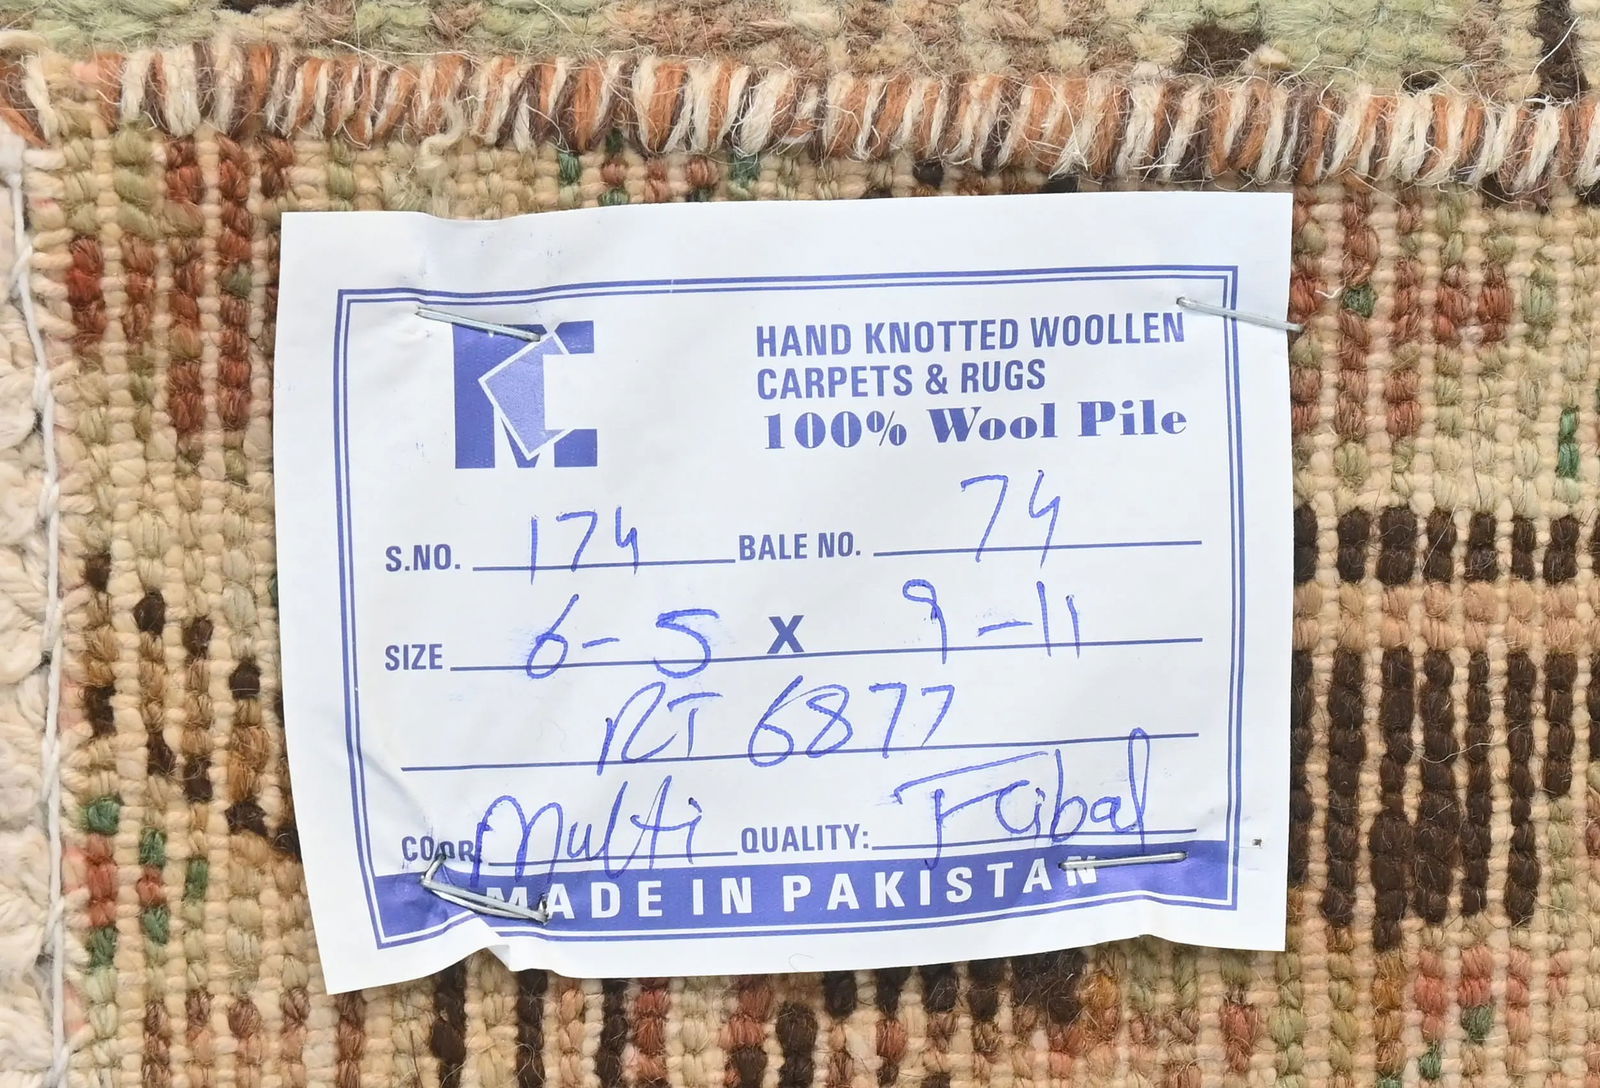 HAND KNOTTED WOOLLEN
CARPETS & RUGS
100% Wool Pile
S.NO. 174 BALE NO. 74
SIZE 6-5 X 9-11
RT 6877
COLOR Multi QUALITY:
MADE IN PAKISTAN